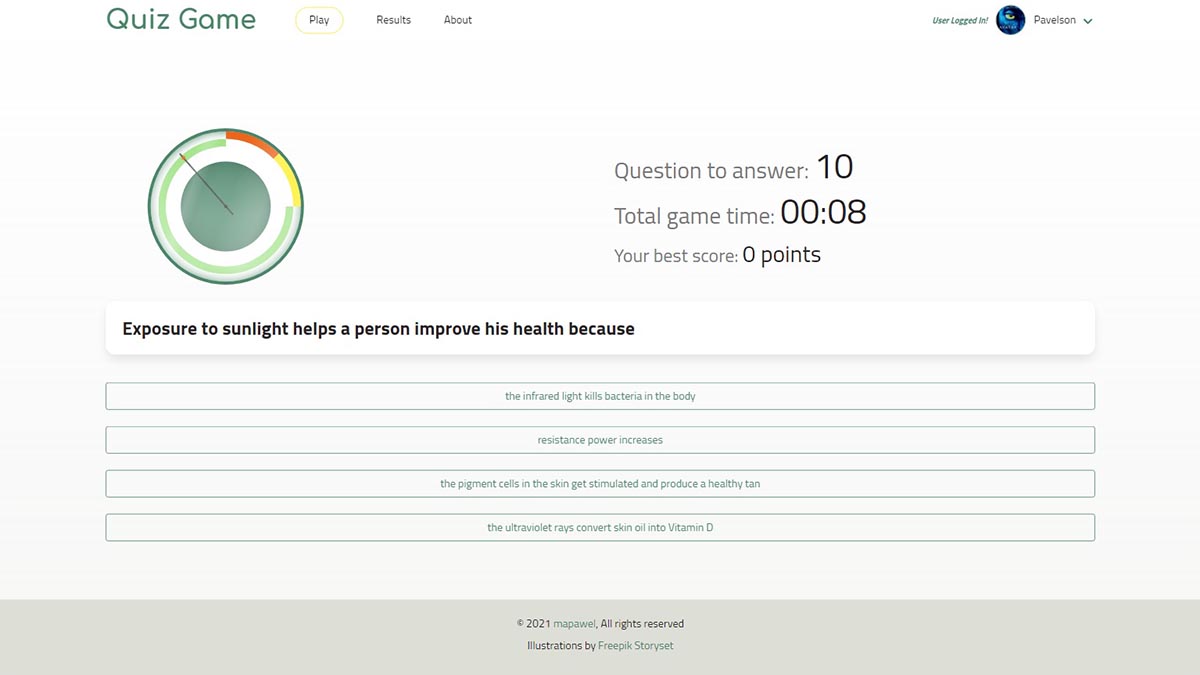 Quiz Game Play Results About User Logged In! Pavelson
Question to answer: 10
Total game time: 00:08
Your best score: 0 points
Exposure to sunlight helps a person improve his health because
the infrared light kills bacteria in the body
resistance power increases
the pigment cells in the skin get stimulated and produce a healthy tan
the ultraviolet rays convert skin oil into Vitamin D
© 2021 mapawel, All rights reserved
Illustrations by Freepik Storyset